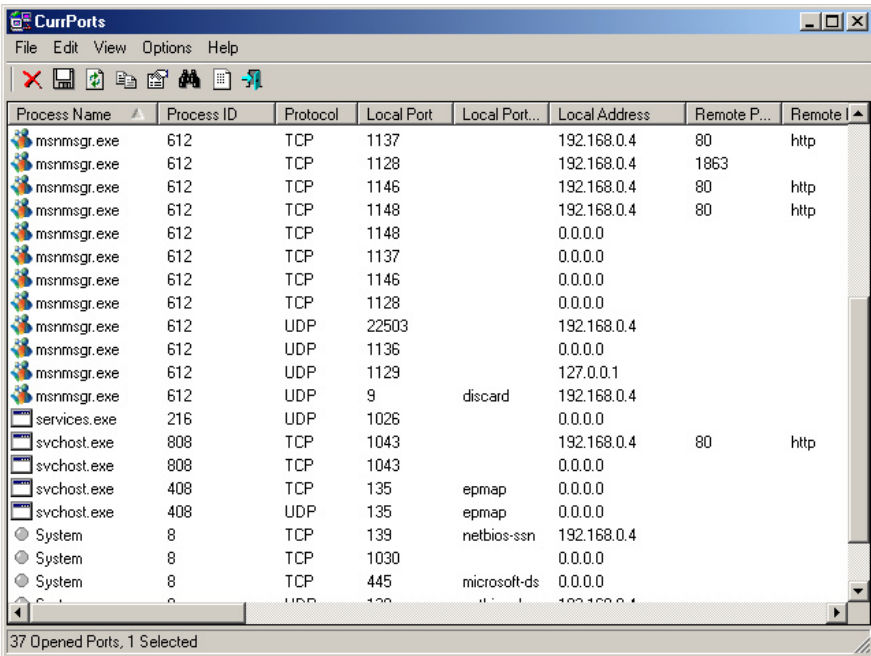 CurrPorts
File Edit View Options Help
Process Name Process ID Protocol Local Port Local Port... Local Address Remote P... Remote
msnmsgr.exe 612 TCP 1137 192.168.0.4 80 http
msnmsgr.exe 612 TCP 1128 192.168.0.4 1863
msnmsgr.exe 612 TCP 1146 192.168.0.4 80 http
msnmsgr.exe 612 TCP 1148 192.168.0.4 80 http
msnmsgr.exe 612 TCP 1148 0.0.0.0
msnmsgr.exe 612 TCP 1137 0.0.0.0
msnmsgr.exe 612 TCP 1146 0.0.0.0
msnmsgr.exe 612 TCP 1128 0.0.0.0
msnmsgr.exe 612 UDP 22503 192.168.0.4
msnmsgr.exe 612 UDP 1136 0.0.0.0
msnmsgr.exe 612 UDP 1129 127.0.0.1
msnmsgr.exe 612 UDP 9 discard 192.168.0.4
services.exe 216 UDP 1026 0.0.0.0
svchost.exe 808 TCP 1043 192.168.0.4 80 http
svchost.exe 808 TCP 1043 0.0.0.0
svchost.exe 408 TCP 135 epmap 0.0.0.0
svchost.exe 408 UDP 135 epmap 0.0.0.0
System 8 TCP 139 netbios-ssn 192.168.0.4
System 8 TCP 1030 0.0.0.0
System 8 TCP 445 microsoft-ds 0.0.0.0
37 Opened Ports, 1 Selected